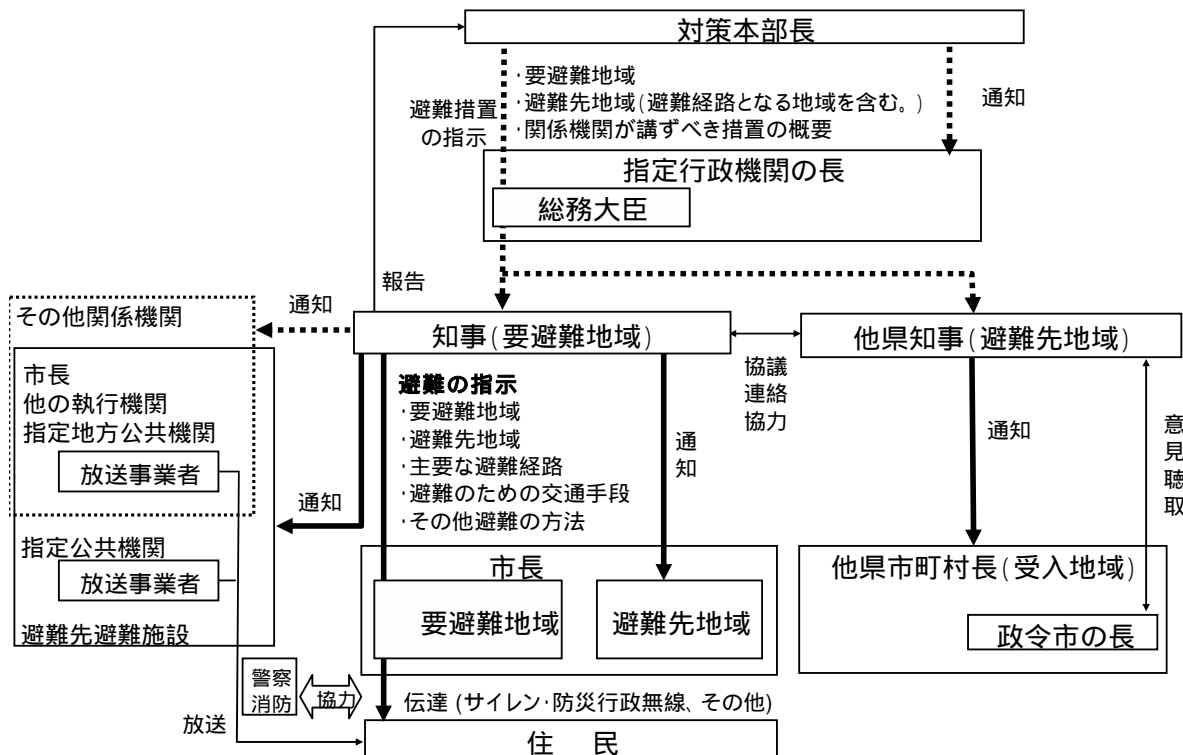 対策本部長
・要避難地域
・避難先地域(避難経路となる地域を含む。)
・関係機関が講ずべき措置の概要
避難措置
の指示
通知
指定行政機関の長
総務大臣
報告
通知
その他関係機関
知事(要避難地域)
他県知事(避難先地域)
協議
連絡
協力
市長
他の執行機関
指定地方公共機関
放送事業者
避難の指示
・要避難地域
・避難先地域
・主要な避難経路
・避難のための交通手段
・その他避難の方法
通知
通知
通知
意見聴取
指定公共機関
放送事業者
避難先避難施設
市長
要避難地域
避難先地域
他県市町村長(受入地域)
政令市の長
警察
消防
協力
伝達 (サイレン・防災行政無線、その他)
放送
住 民